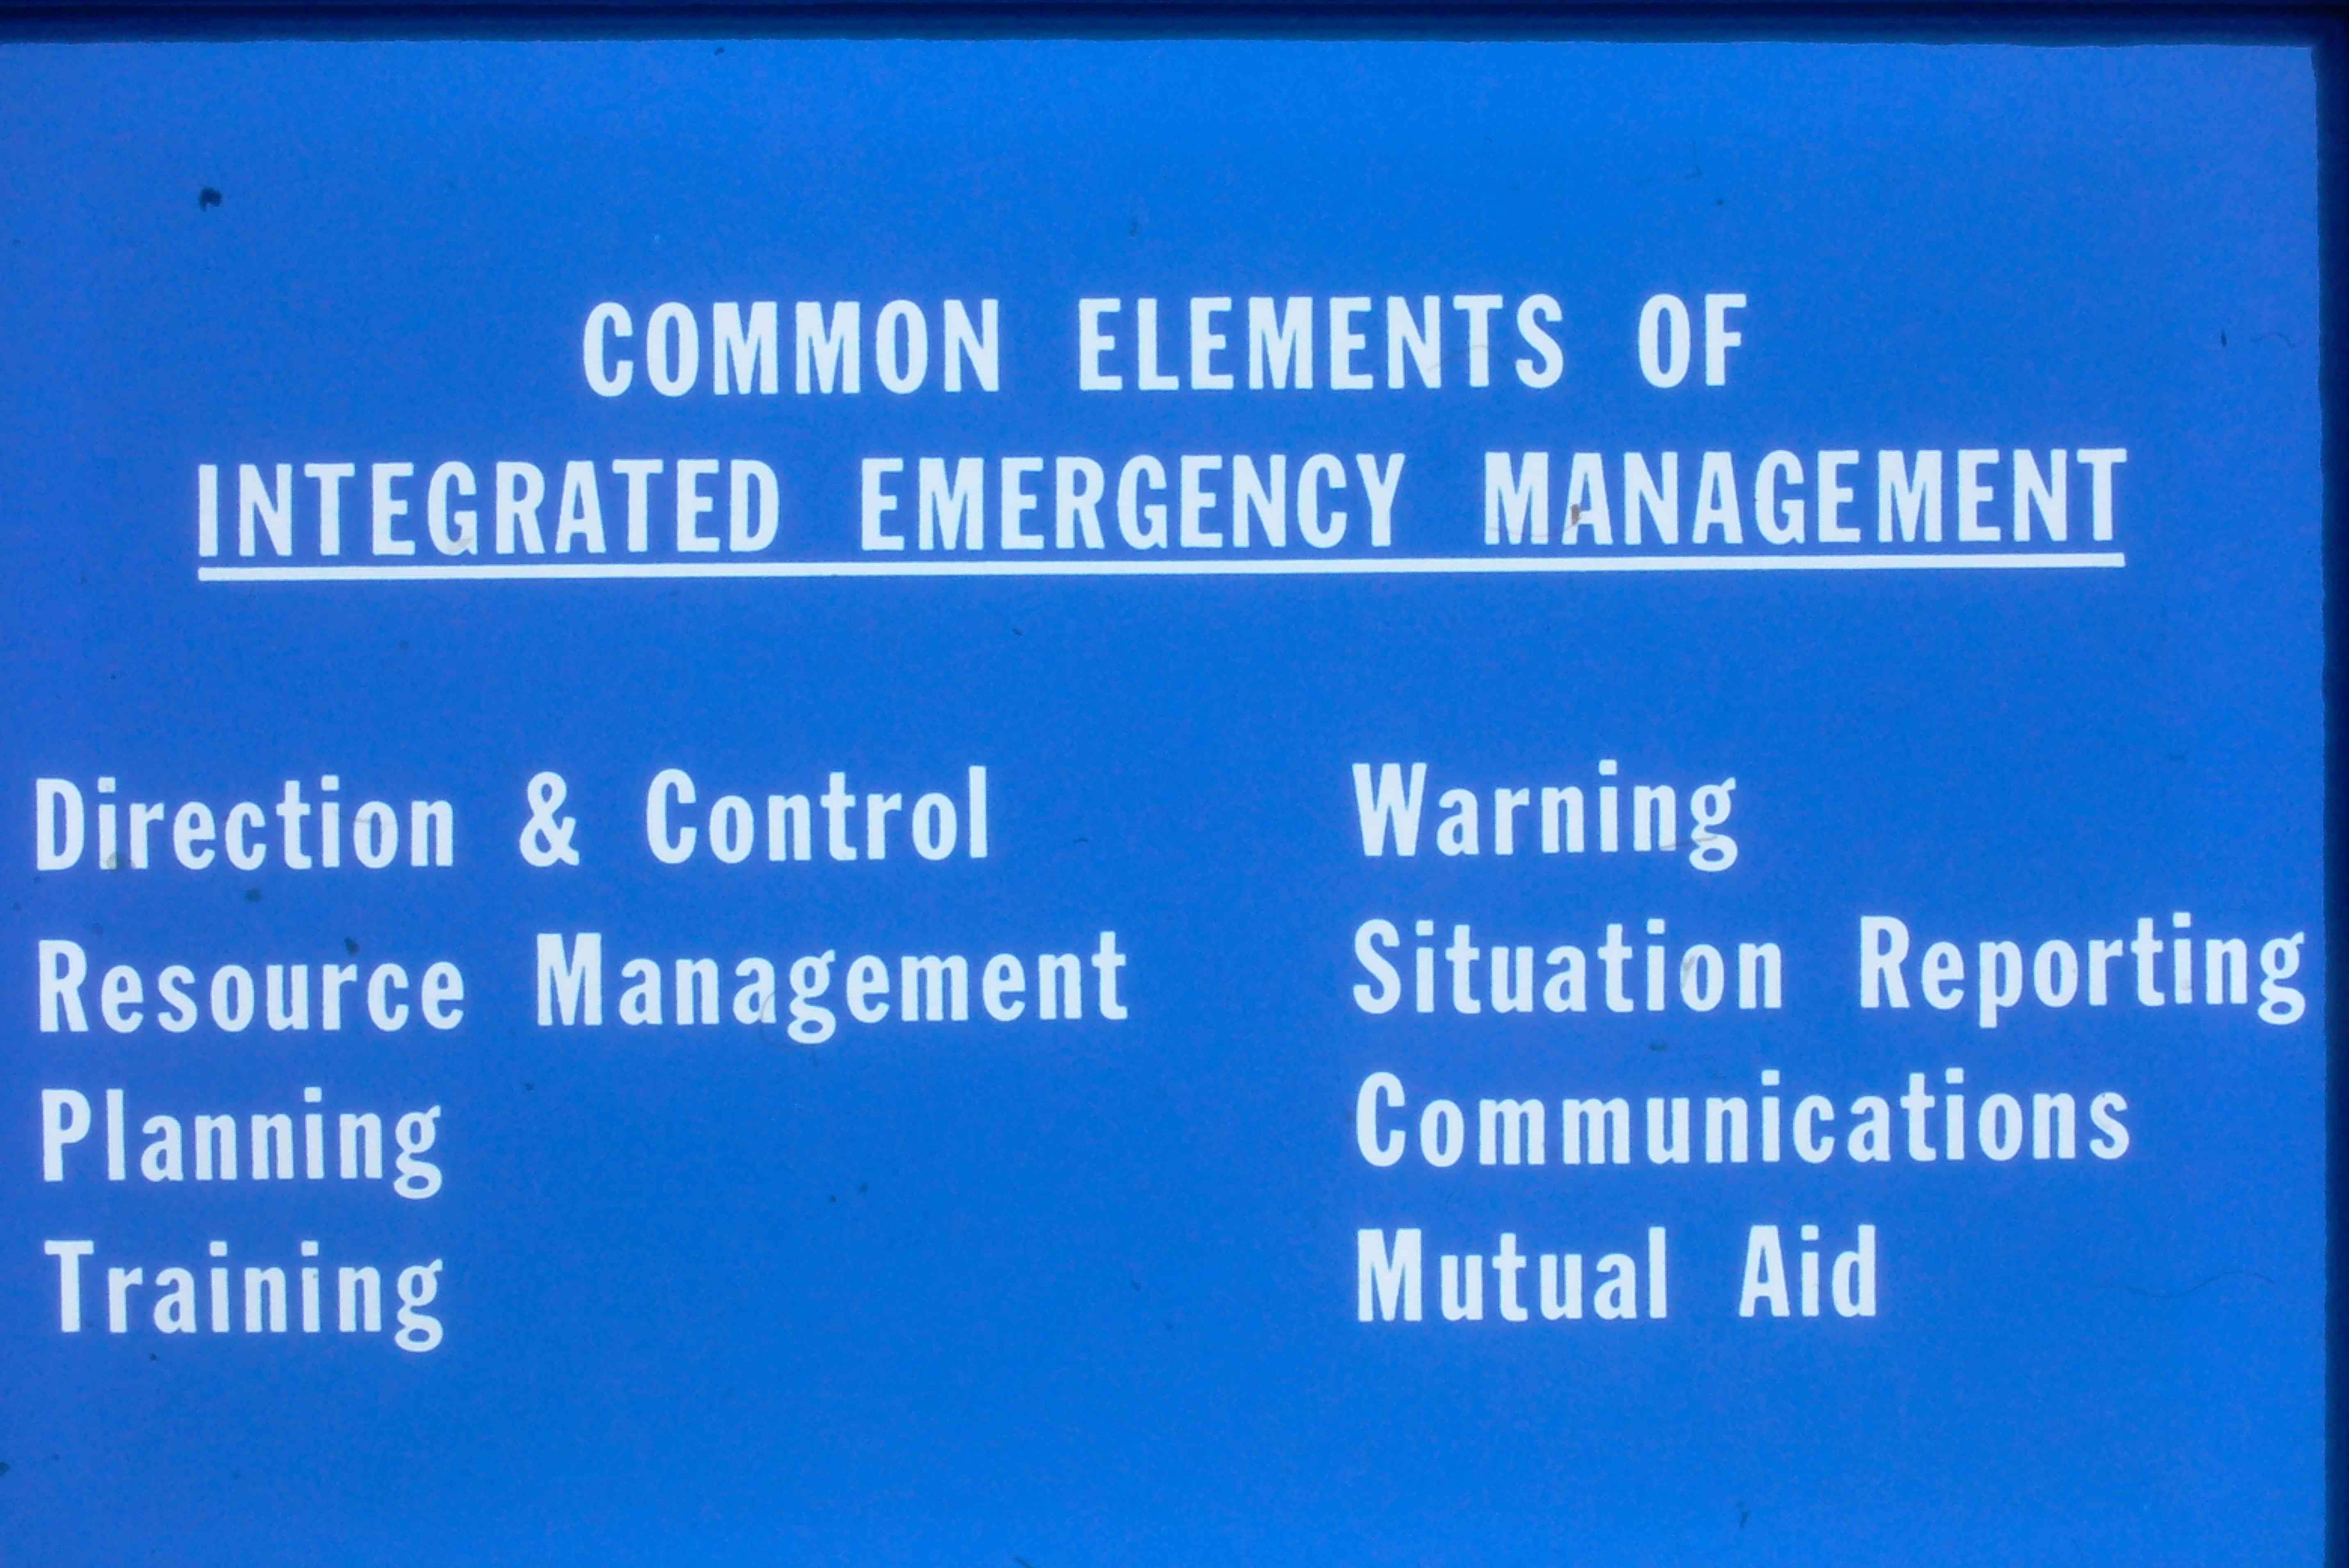 COMMON ELEMENTS OF
INTEGRATED EMERGENCY MANAGEMENT
Direction & Control
Resource Management
Planning
Training
Warning
Situation Reporting
Communications
Mutual Aid